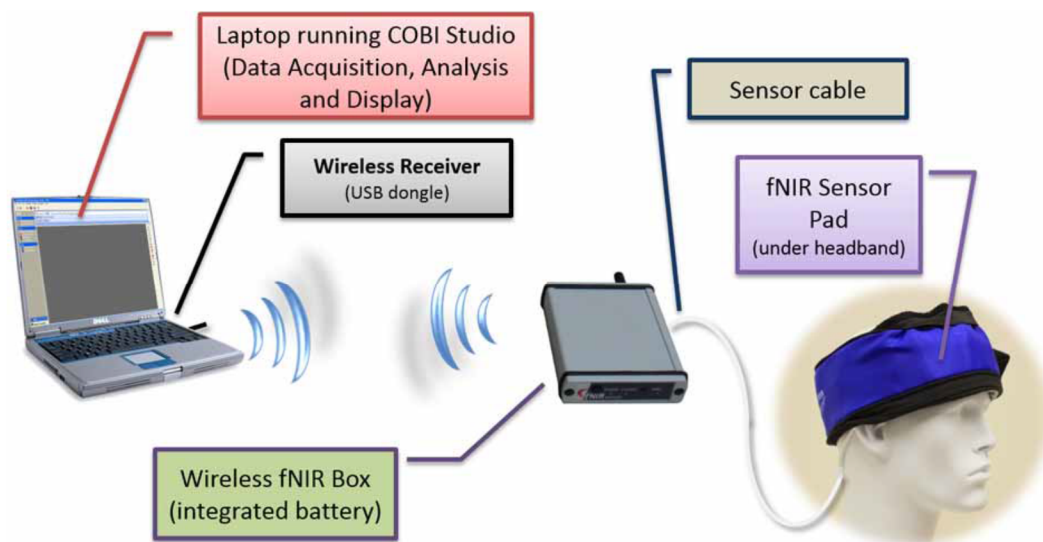 Laptop running COBI Studio
(Data Acquisition, Analysis
and Display)
Sensor cable
Wireless Receiver
(USB dongle)
fNIR Sensor
Pad
(under headband)
DELL
Wireless fNIR Box
(integrated battery)